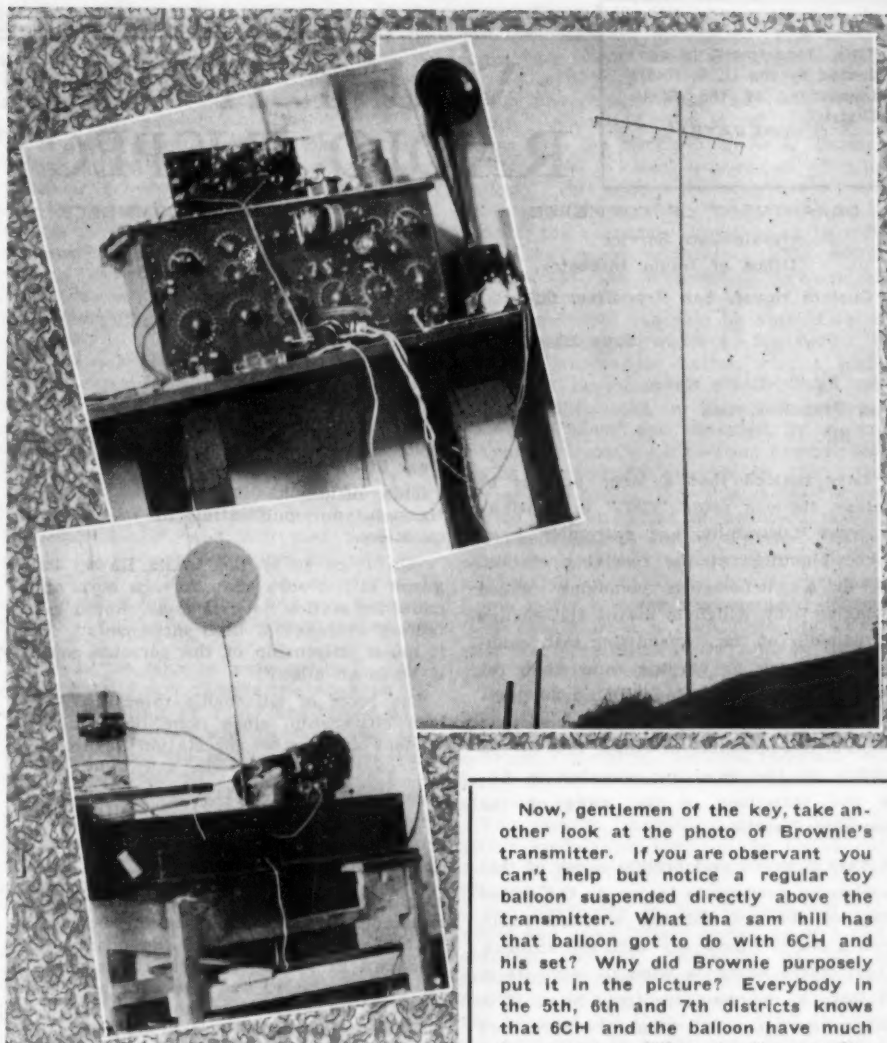 Now, gentlemen of the key, take an-
other look at the photo of Brownie's
transmitter. If you are observant you
can't help but notice a regular toy
balloon suspended directly above the
transmitter. What tha sam hill has
that balloon got to do with 6CH and
his set? Why did Brownie purposely
put it in the picture? Everybody in
the 5th, 6th and 7th districts knows
that 6CH and the balloon have much